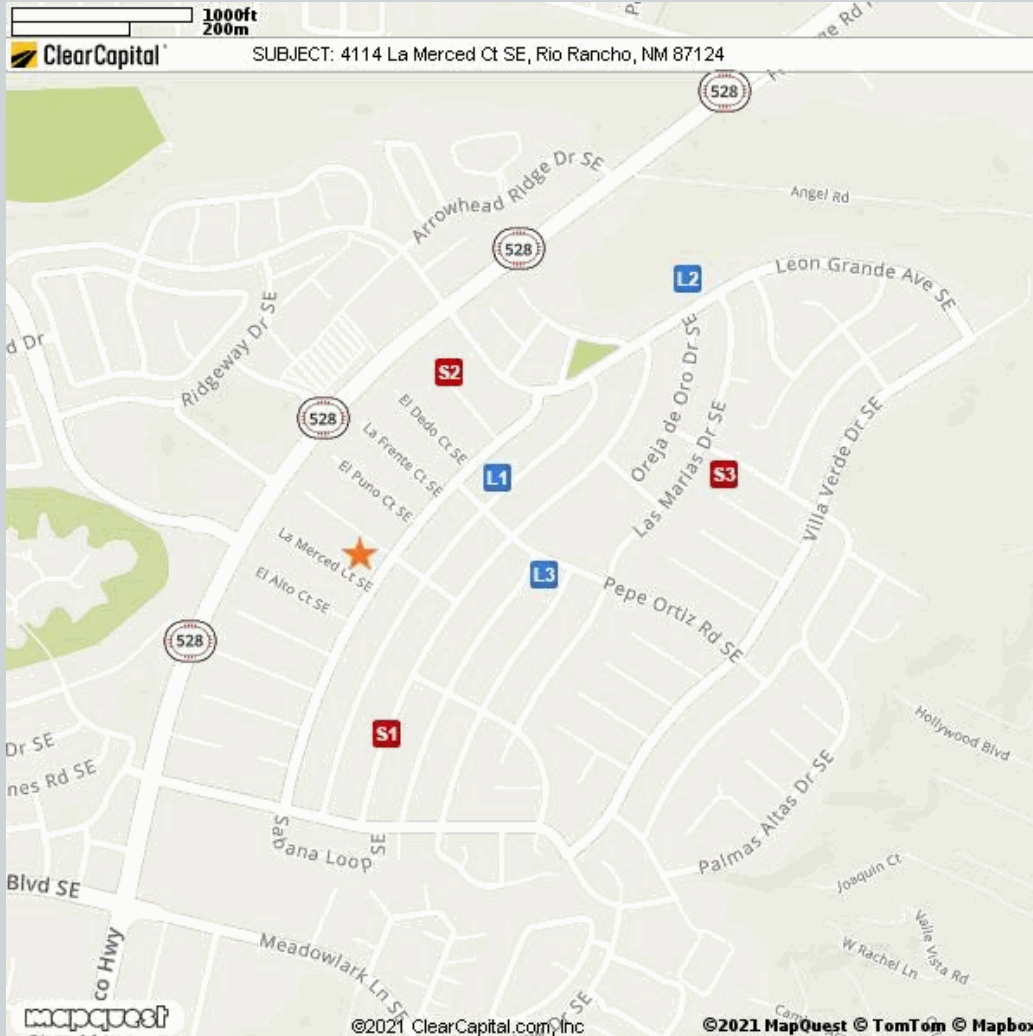 1000ft
200m
ClearCapital
SUBJECT: 4114 La Merced Ct SE, Rio Rancho, NM 87124
ge Rd
528
Arrowhead Ridge Dr SE
Angel Rd
528
L2
Leon Grande Ave SE
Ridgeway Dr SE
d Dr
S2
Oreja de Oro Dr SE
528
El Dedo Ct SE
La Frente Ct SE
Las Marias Dr SE
Villa Verde Dr SE
El Puno Ct SE
L1
S3
La Merced Ct SE
El Alto Ct SE
L3
Pepe Ortiz Rd SE
528
S1
Hollywood Blvd
Dr SE
nes Rd SE
Palmas Altas Dr SE
Sabana Loop SE
Joaquin Ct
Blvd SE
Valle Vista Rd
Meadowlark Ln SE
W Rachel Ln
co Hwy
Dr SE
mapquest
©2021 ClearCapital.com, Inc
©2021 MapQuest © TomTom © Mapbox